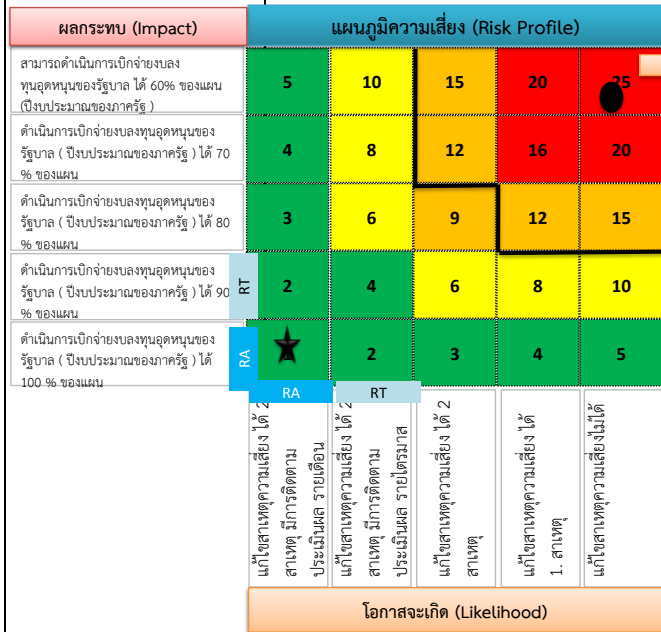 ผลกระทบ (Impact)
แผนภูมิความเสี่ยง (Risk Profile)
สามารถดำเนินการเบิกจ่ายงบลง
ทุนอุดหนุนของรัฐบาล ได้ 60% ของแผน
(ปีงบประมาณของภาครัฐ )
5 10 15 20 25
ดำเนินการเบิกจ่ายงบลงทุนอุดหนุนของ
รัฐบาล ( ปีงบประมาณของภาครัฐ ) ได้ 70
% ของแผน
4 8 12 16 20
ดำเนินการเบิกจ่ายงบลงทุนอุดหนุนของ
รัฐบาล ( ปีงบประมาณของภาครัฐ ) ได้ 80
% ของแผน
3 6 9 12 15
ดำเนินการเบิกจ่ายงบลงทุนอุดหนุนของ
รัฐบาล ( ปีงบประมาณของภาครัฐ ) ได้ 90
% ของแผน
RT
2 4 6 8 10
ดำเนินการเบิกจ่ายงบลงทุนอุดหนุนของ
รัฐบาล ( ปีงบประมาณของภาครัฐ ) ได้
100 % ของแผน
RA
2 3 4 5
RA RT
แก้ไขสาเหตุความเสี่ยง ได้ 2
สาเหตุ มีการติดตาม
ประเมินผล รายเดือน
แก้ไขสาเหตุความเสี่ยง ได้ 2
สาเหตุ มีการติดตาม
ประเมินผล รายไตรมาส
แก้ไขสาเหตุความเสี่ยง ได้ 2
สาเหตุ
แก้ไขสาเหตุความเสี่ยง ได้
1. สาเหตุ
แก้ไขสาเหตุความเสี่ยงไม่ได้
โอกาสจะเกิด (Likelihood)